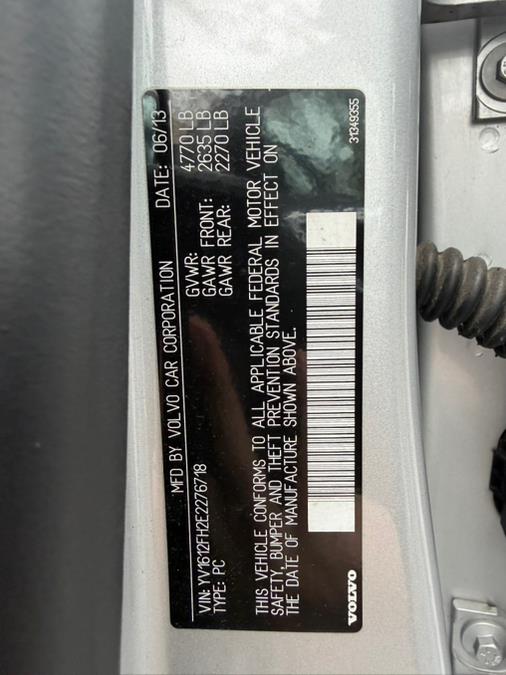 MFD BY VOLVO CAR CORPORATION DATE: 06/13
GVWR: 4770 LB
GAWR FRONT: 2635 LB
VIN: YV1612FH2E2276718 GAWR REAR: 2270 LB
TYPE: PC
THIS VEHICLE CONFORMS TO ALL APPLICABLE FEDERAL MOTOR VEHICLE
SAFETY, BUMPER AND THEFT PREVENTION STANDARDS IN EFFECT ON
THE DATE OF MANUFACTURE SHOWN ABOVE.
VOLVO 31349355